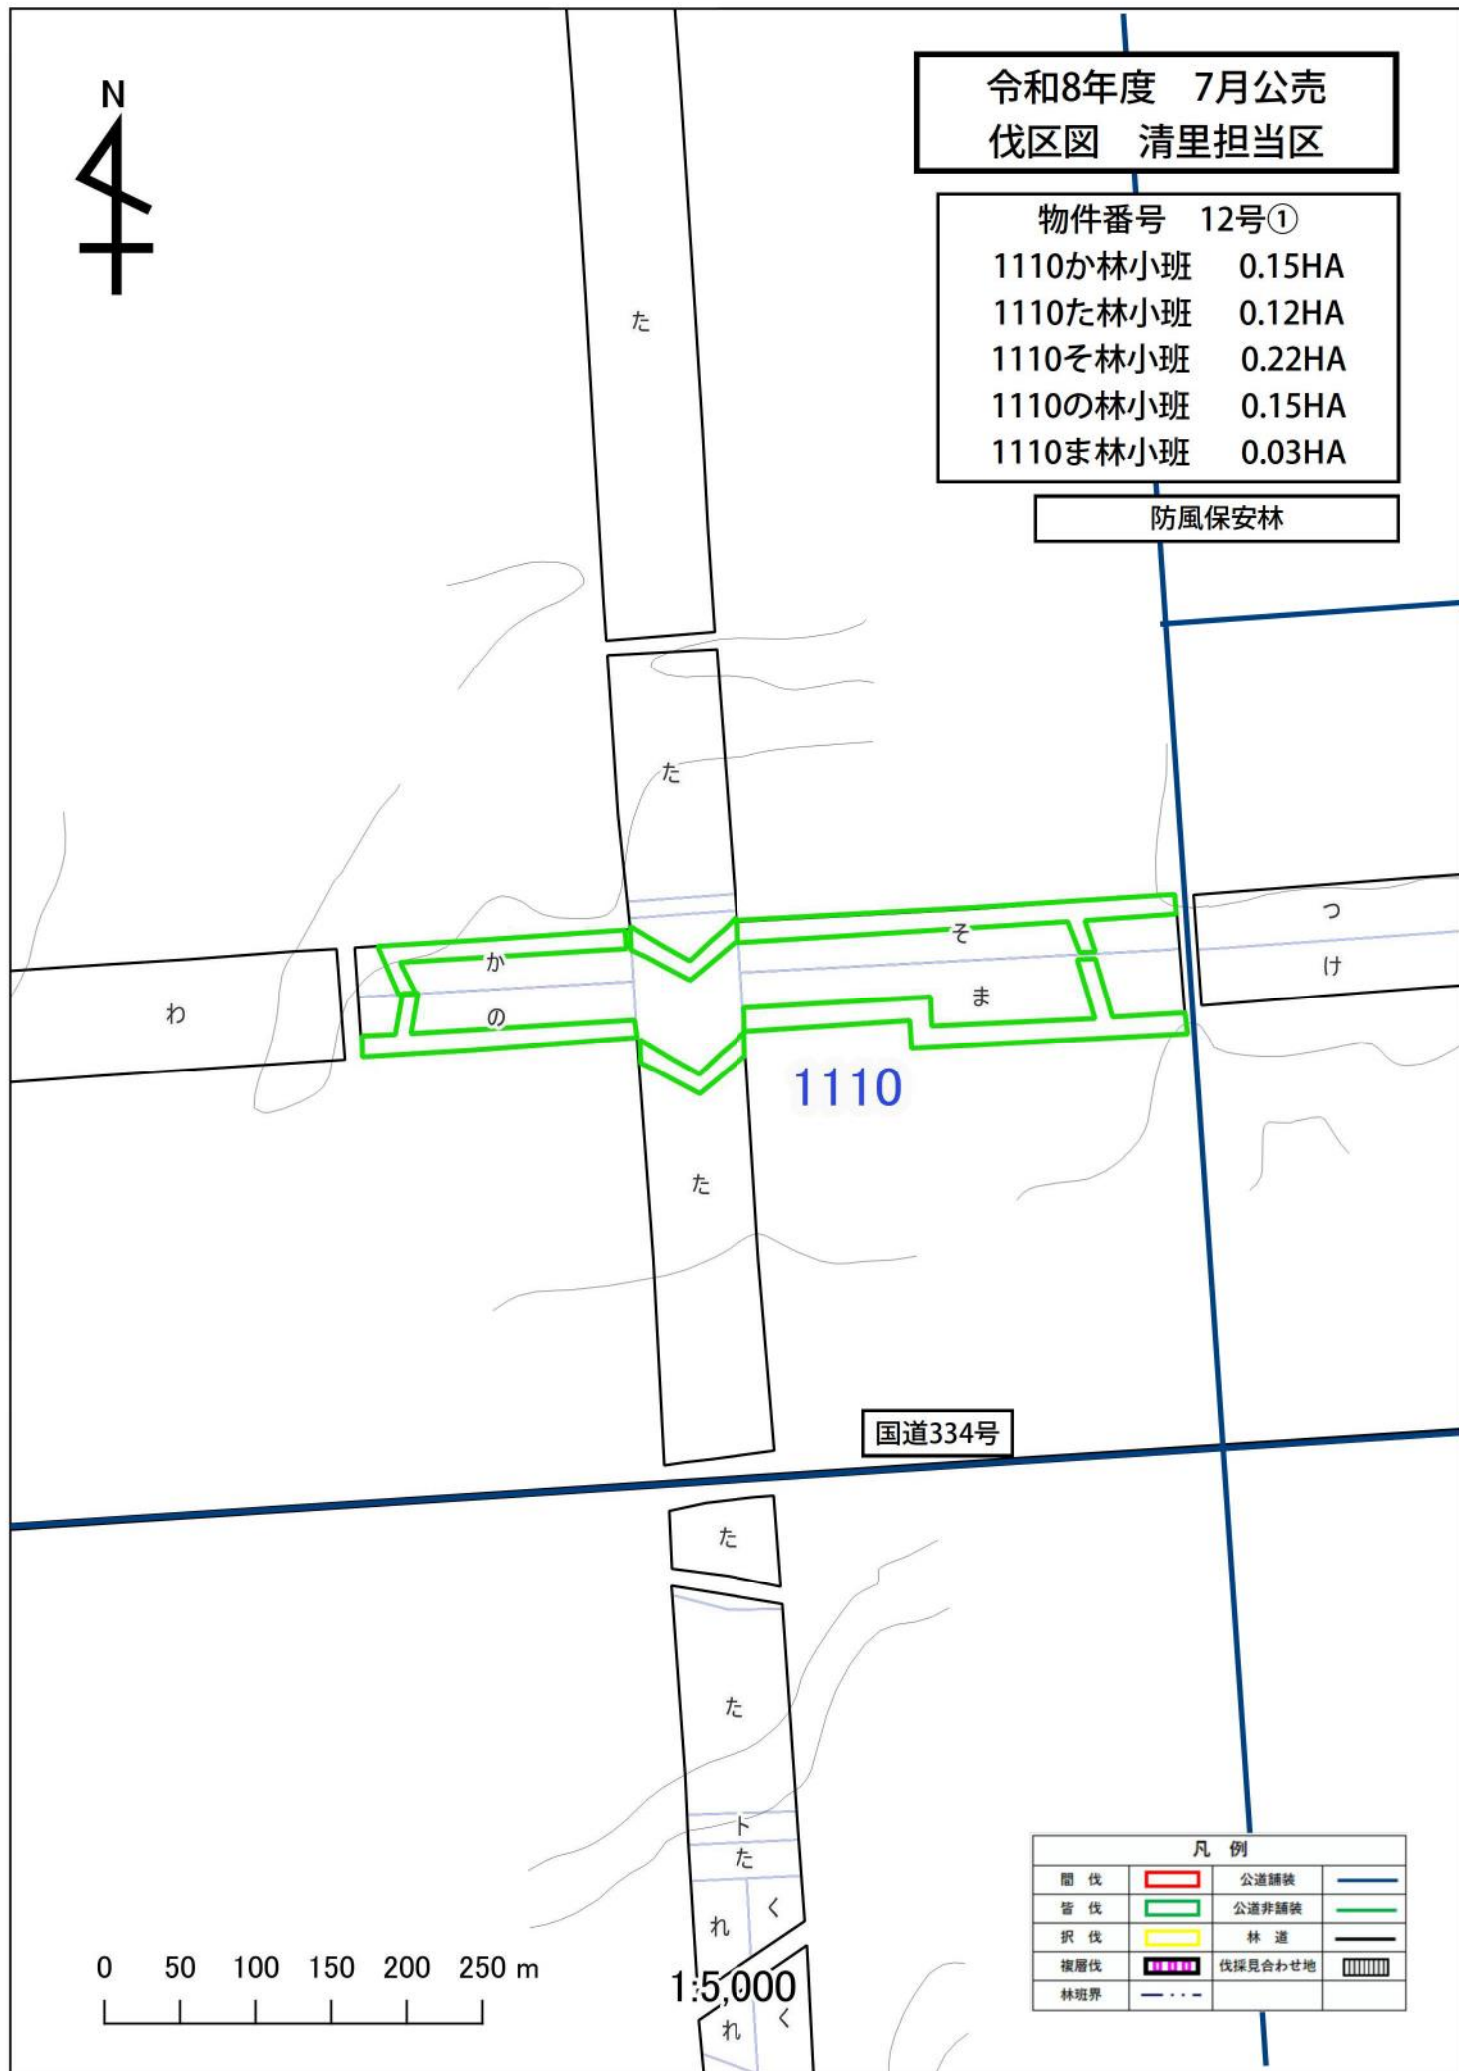 N
令和8年度 7月公売
伐区図 清里担当区
物件番号 12号①
1110か林小班 0.15HA
1110た林小班 0.12HA
1110そ林小班 0.22HA
1110の林小班 0.15HA
1110ま林小班 0.03HA
防風保安林
た
た
つ
そ
か
け
ま
わ
の
1110
た
国道334号
た
た
ト
た
れ
く
れ
く
0 50 100 150 200 250 m
1:5,000
凡 例
間 伐 公道舗装
皆 伐 公道非舗装
択 伐 林 道
複層伐 伐採見合わせ地
林班界